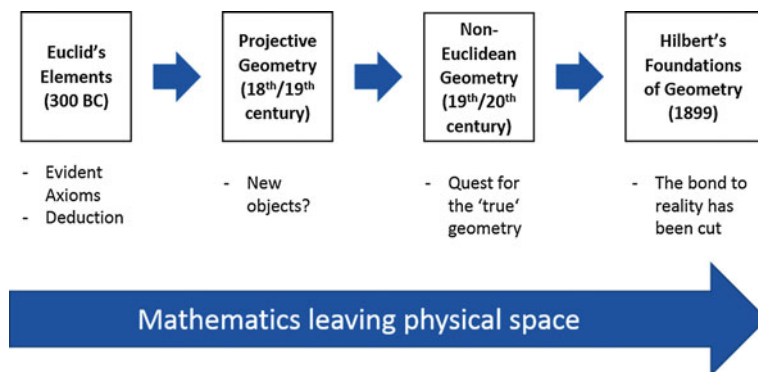 Euclid’s
Elements
(300 BC)
Projective
Geometry
(18th/19th
century)
Non-
Euclidean
Geometry
(19th/20th
century)
Hilbert’s
Foundations
of Geometry
(1899)
- Evident
Axioms
- Deduction
- New
objects?
- Quest for
the ‘true‘
geometry
- The bond to
reality has
been cut
Mathematics leaving physical space